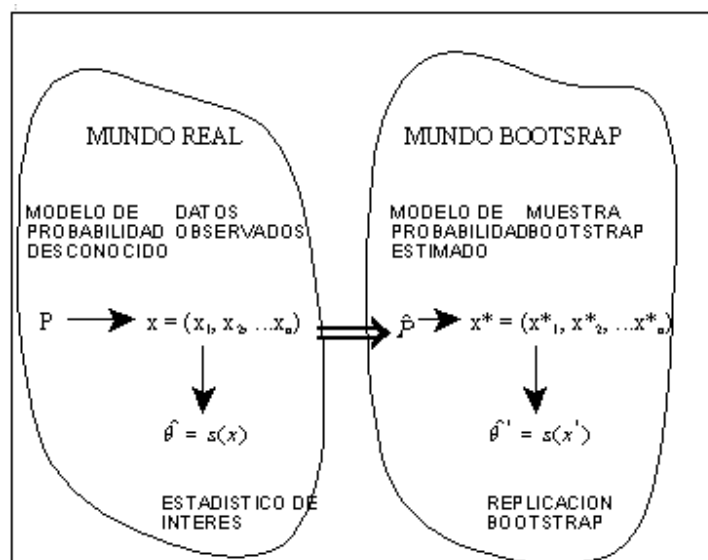 MUNDO REAL
MODELO DE PROBABILIDAD DESCONOCIDO
DATOS OBSERVADOS
P
x = (x₁, x₂, ...xₙ)
θ̂ = s(x)
ESTADISTICO DE
INTERES
MUNDO BOOTSRAP
MODELO DE PROBABILIDAD ESTIMADO
MUESTRA BOOTSTRAP
P̂
x* = (x*₁, x*₂, ...x*ₙ)
θ̂' = s(x')
REPLICACION
BOOTSTRAP